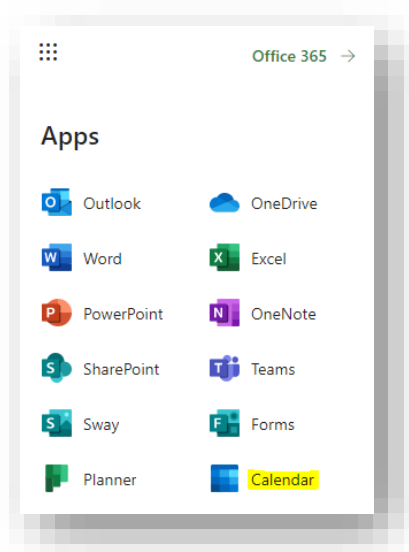 Office 365 →
Apps
Outlook OneDrive
Word Excel
PowerPoint OneNote
SharePoint Teams
Sway Forms
Planner Calendar